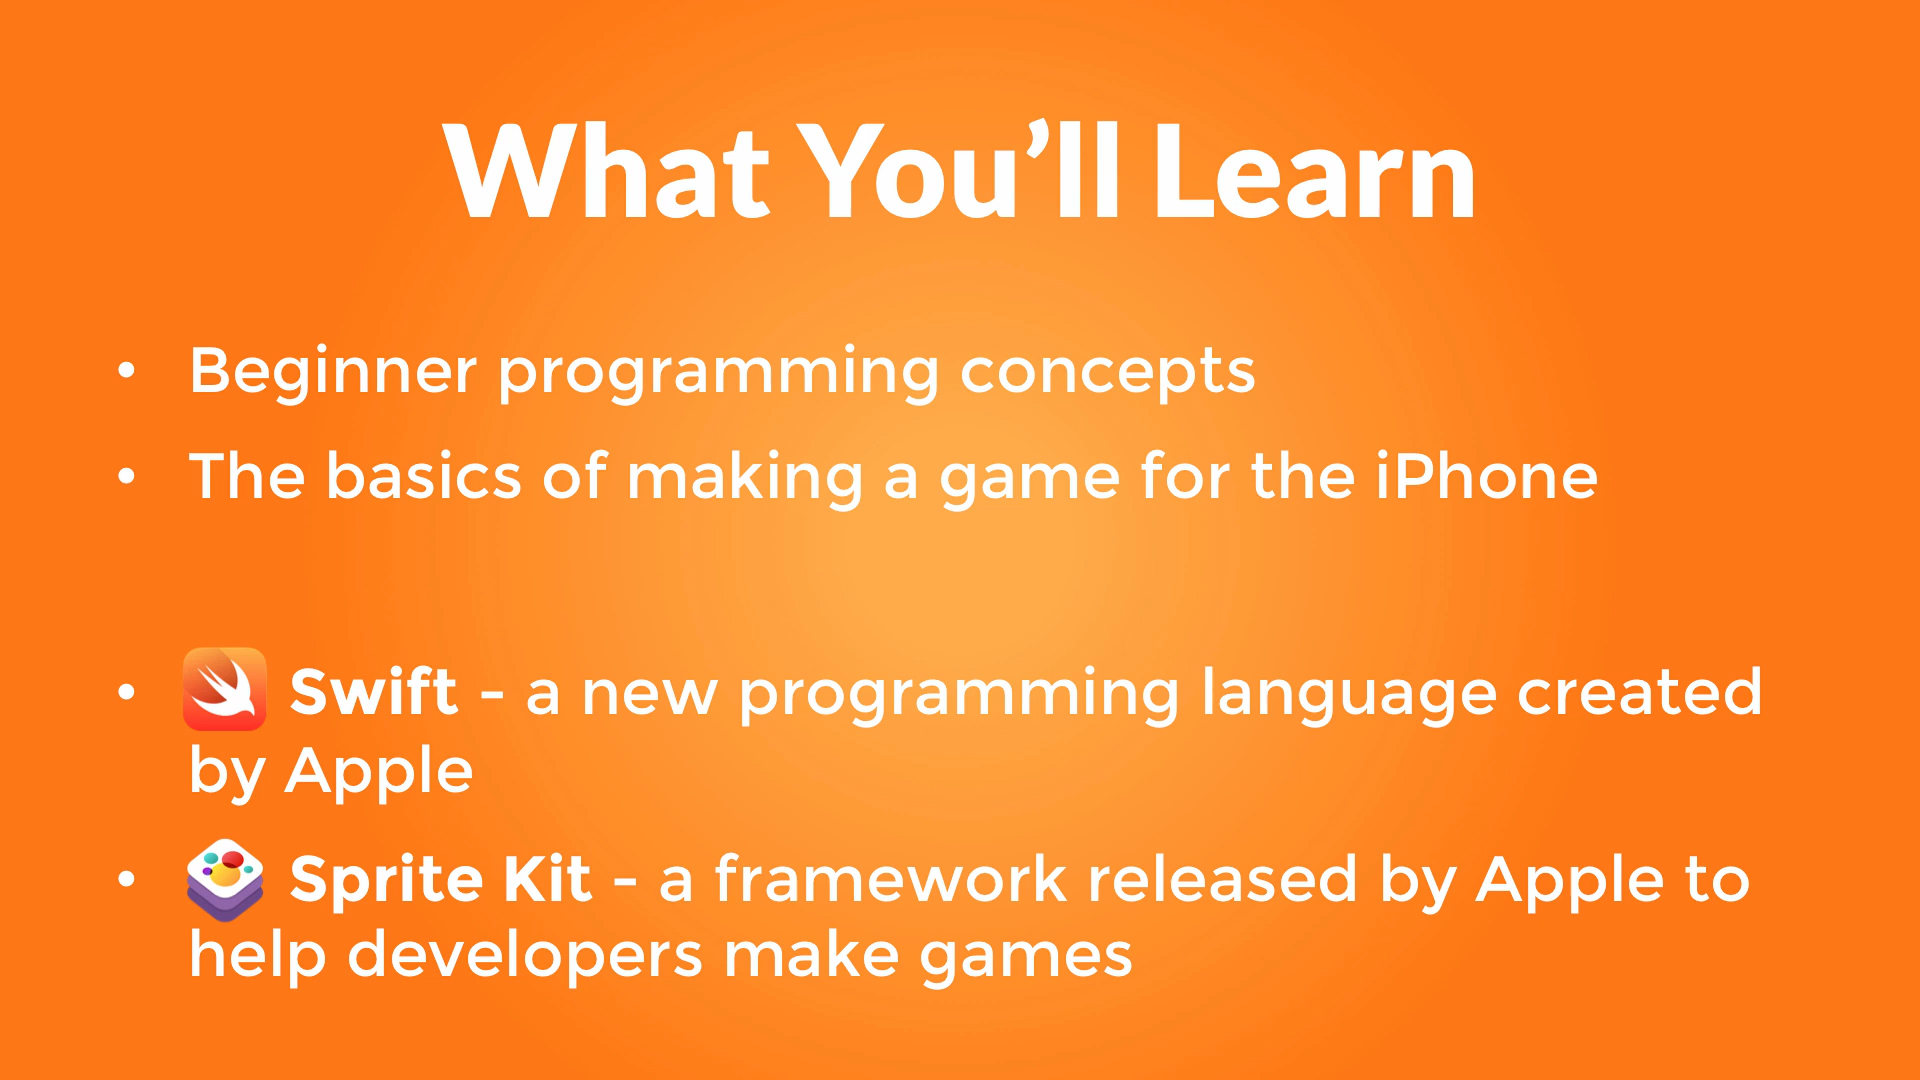 What You’ll Learn
• Beginner programming concepts
• The basics of making a game for the iPhone
• Swift - a new programming language created
by Apple
• Sprite Kit - a framework released by Apple to
help developers make games